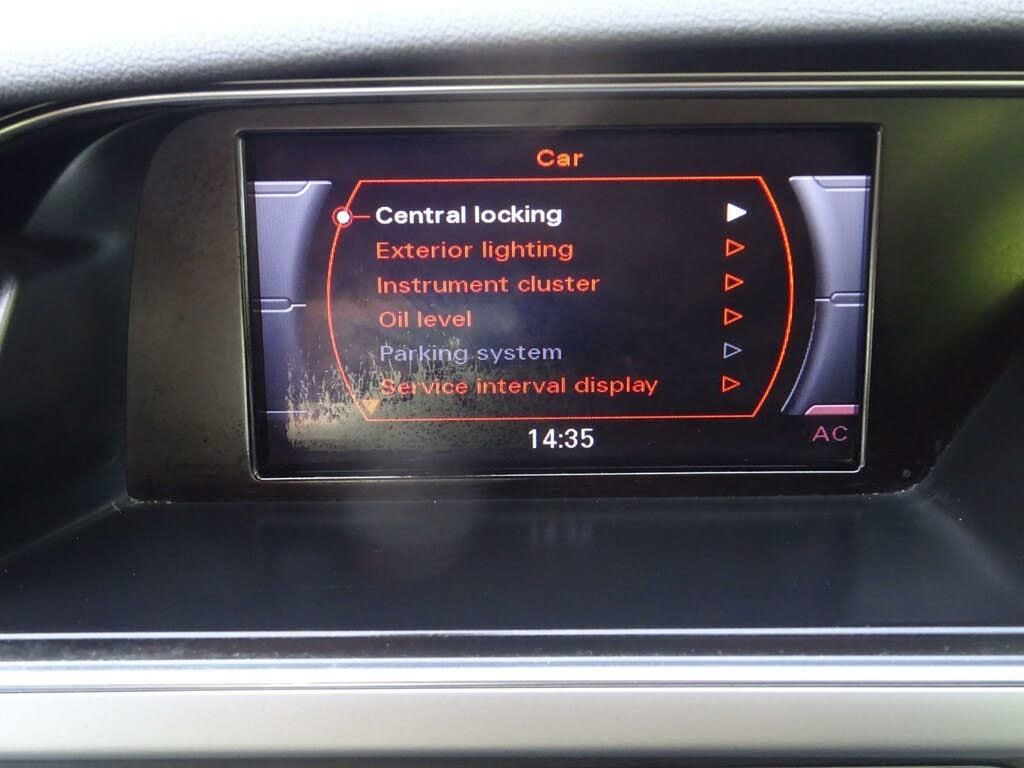 Car
Central locking
Exterior lighting
Instrument cluster
Oil level
Parking system
Service interval display
14:35
AC